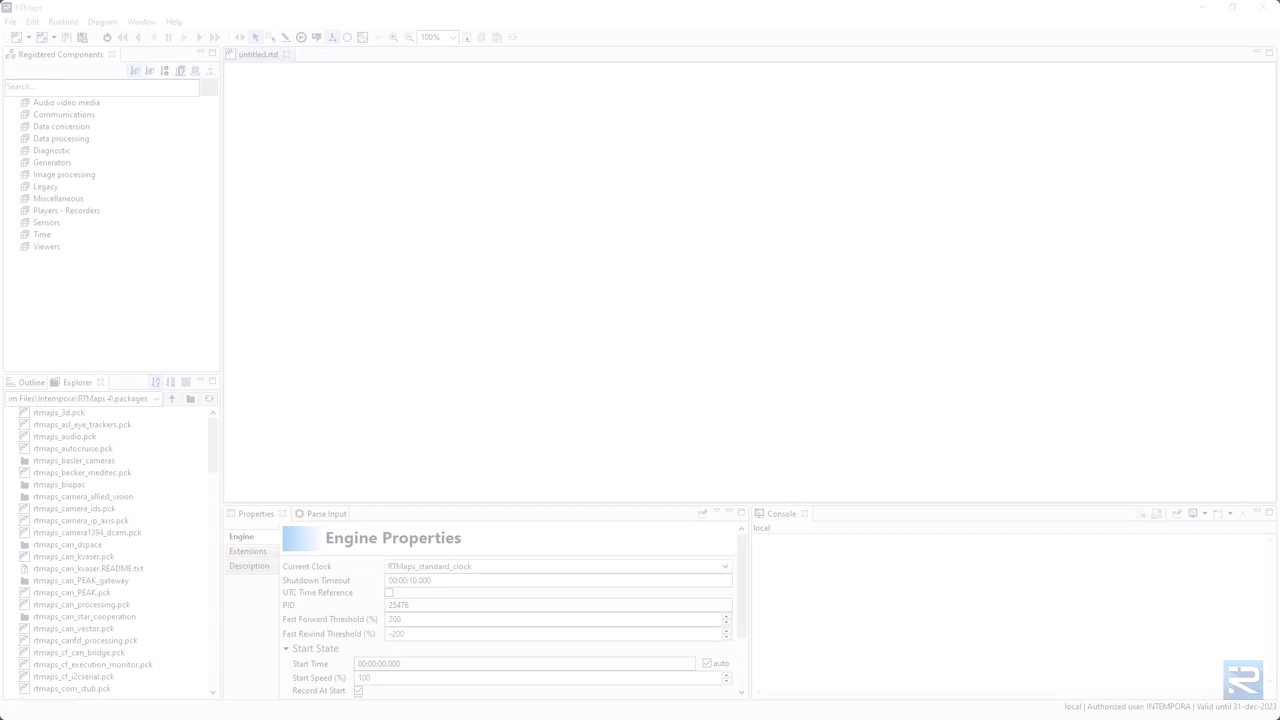 RTMaps
File Edit Runtime Diagram Window Help
100%
Registered Components
untitled.rtd
Search...
Audio video media
Communications
Data conversion
Data processing
Diagnostic
Generators
Image processing
Legacy
Miscellaneous
Players - Recorders
Sensors
Time
Viewers
Outline Explorer
ım Files\Intempora\RTMaps 4\packages
rtmaps_3d.pck
rtmaps_asl_eye_trackers.pck
rtmaps_audio.pck
rtmaps_autocruise.pck
rtmaps_basler_cameras
rtmaps_becker_meditec.pck
rtmaps_biopac
rtmaps_camera_allied_vision
rtmaps_camera_ids.pck
rtmaps_camera_ip_axis.pck
rtmaps_camera1394_dcam.pck
rtmaps_can_dspace
rtmaps_can_kvaser.pck
rtmaps_can_kvaser.README.txt
rtmaps_can_PEAK_gateway
rtmaps_can_PEAK.pck
rtmaps_can_processing.pck
rtmaps_can_star_cooperation
rtmaps_can_vector.pck
rtmaps_canfd_processing.pck
rtmaps_cf_can_bridge.pck
rtmaps_cf_execution_monitor.pck
rtmaps_cf_i2cserial.pck
rtmaps_com_stub.pck
Properties Parse Input
Engine
Extensions
Description
Engine Properties
Current Clock RTMaps_standard_clock
Shutdown Timeout 00:00:10.000
UTC Time Reference
PID 25476
Fast Forward Threshold (%) 200
Fast Rewind Threshold (%) -200
Start State
Start Time 00:00:00.000 auto
Start Speed (%) 100
Record At Start
Console
local
local | Authorized user: INTEMPORA | Valid until 31-dec-2023